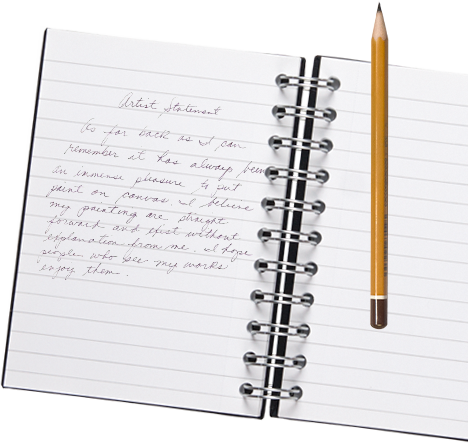 Artist Statement
As far back as I can
remember it has always been
an immense pleasure to put
paint on canvas. I believe
my painting are straight
forward and exist without
explanation from me. I hope
people who see my works
enjoy them.